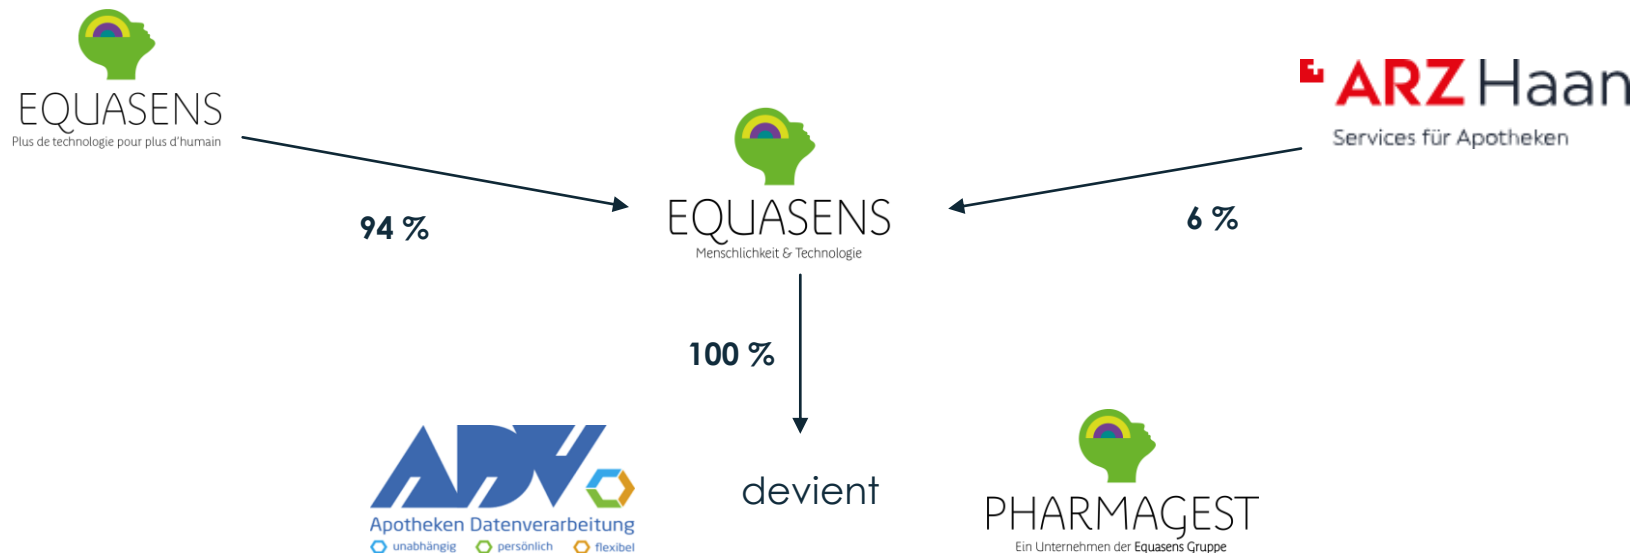 EQUASENS
Plus de technologie pour plus d'humain
ARZ Haan
Services für Apotheken
EQUASENS
Menschlichkeit & Technologie
94 %
6 %
100 %
ADV
Apotheken Datenverarbeitung
unabhängig persönlich flexibel
devient
PHARMAGEST
Ein Unternehmen der Equasens Gruppe